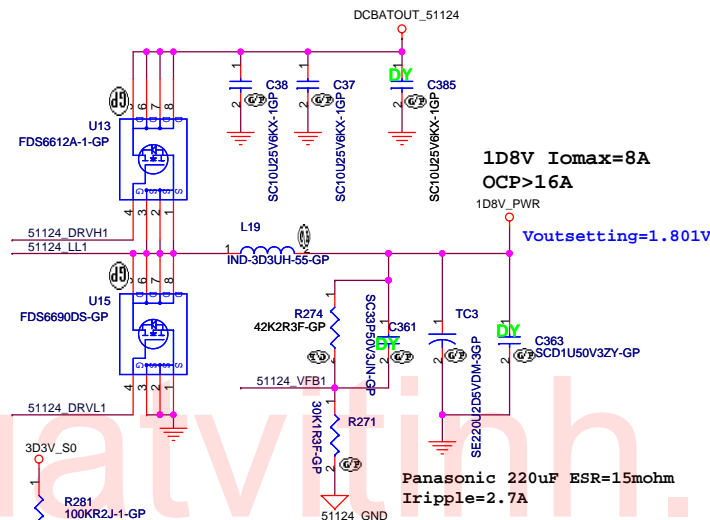 DCBATOUT_51124
U13
FDS6612A-1-GP
C38
SC10U25V6KX-1GP
C37
SC10U25V6KX-1GP
DY
C385
SC10U25V6KX-1GP
1D8V Iomax=8A
OCP>16A
1D8V_PWR
Voutsetting=1.801V
51124_DRVH1
51124_LL1
L19
IND-3D3UH-55-GP
U15
FDS6690DS-GP
R274
42K2R3F-GP
SC33P50V3JN-GP
C361
DY
TC3
SE220U2D5VDM-3GP
DY
C363
SCD1U50V3ZY-GP
51124_VFB1
30K1R3F-GP
R271
51124_DRVL1
3D3V_S0
R281
100KR2J-1-GP
51124_GND
Panasonic 220uF ESR=15mohm
Iripple=2.7A
uatvitinh.